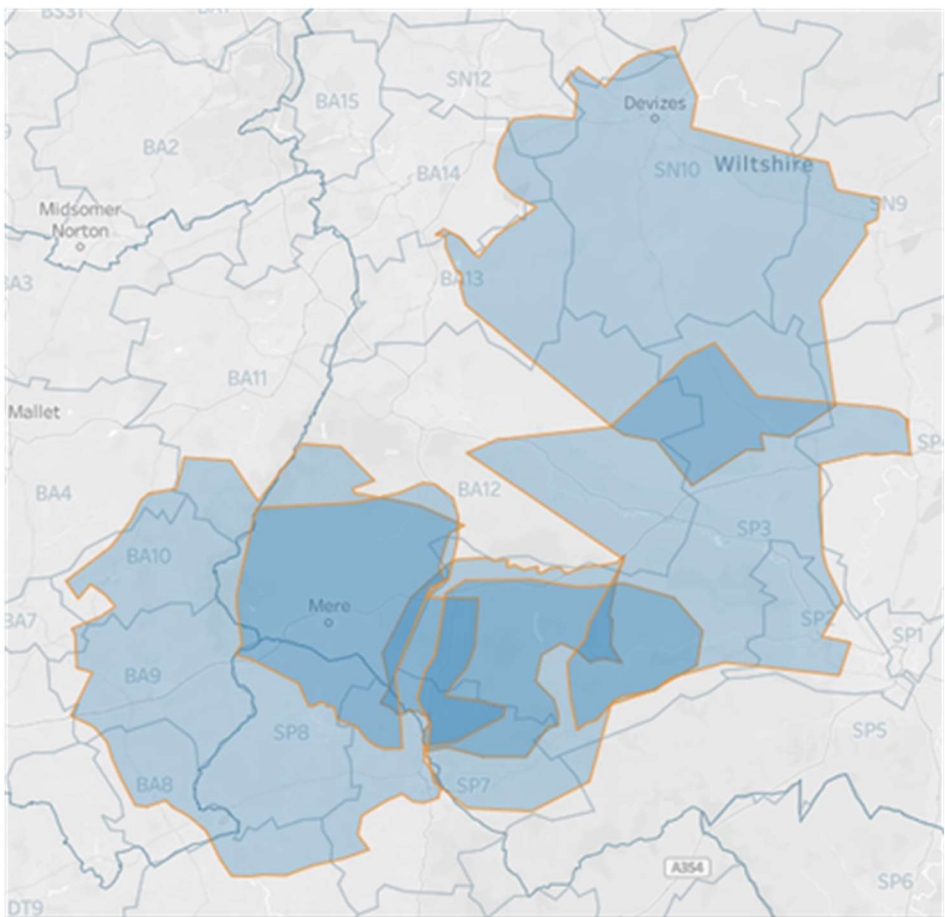 BS31
SN12
BA15
Devizes
BA2
BA14
SN10
Wiltshire
Midsomer
Norton
SN9
BA3
BA13
BA11
Mallet
BA4
BA12
SP3
BA10
Mere
BA7
SP2
SP1
BA9
SP8
SP5
BA8
SP7
A354
SP6
DT9